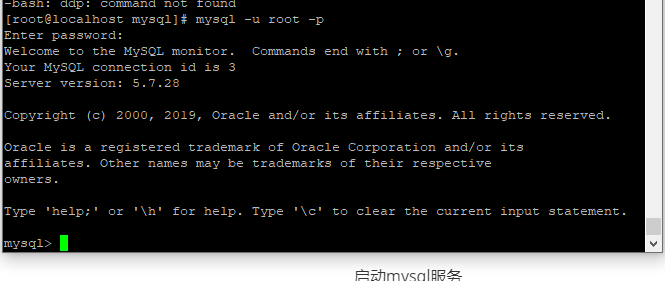 -bash: ddp: command not found
[root@localhost mysql]# mysql -u root -p
Enter password:
Welcome to the MySQL monitor.  Commands end with ; or \g.
Your MySQL connection id is 3
Server version: 5.7.28
Copyright (c) 2000, 2019, Oracle and/or its affiliates. All rights reserved.
Oracle is a registered trademark of Oracle Corporation and/or its
affiliates. Other names may be trademarks of their respective
owners.
Type 'help;' or '\h' for help. Type '\c' to clear the current input statement.
mysql>
启动mysql服务